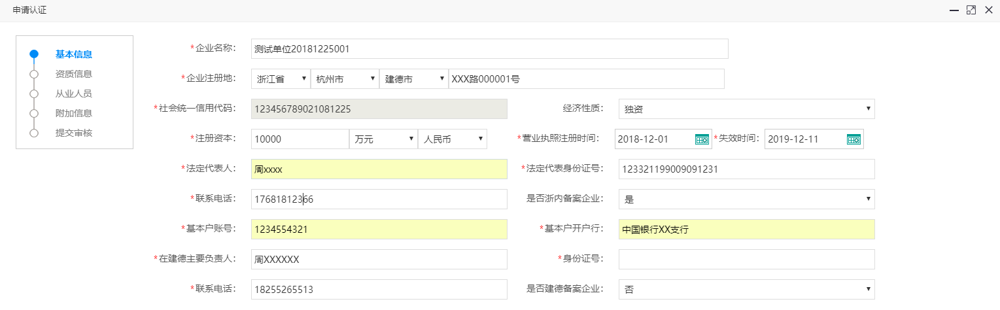 申请认证
基本信息
资质信息
从业人员
附加信息
提交审核
*企业名称： 测试单位20181225001
*企业注册地： 浙江省 杭州市 建德市 XXX路000001号
*社会统一信用代码： 123456789021081225 经济性质： 独资
*注册资本： 10000 万元 人民币 *营业执照注册时间： 2018-12-01 *失效时间： 2019-12-11
*法定代表人： 周xxxx *法定代表身份证号： 123321199009091231
*联系电话： 17681812366 是否浙内备案企业： 是
*基本户账号： 1234554321 *基本户开户行： 中国银行XX支行
*在建德主要负责人： 周XXXXXX *身份证号：
*联系电话： 18255265513 是否建德备案企业： 否